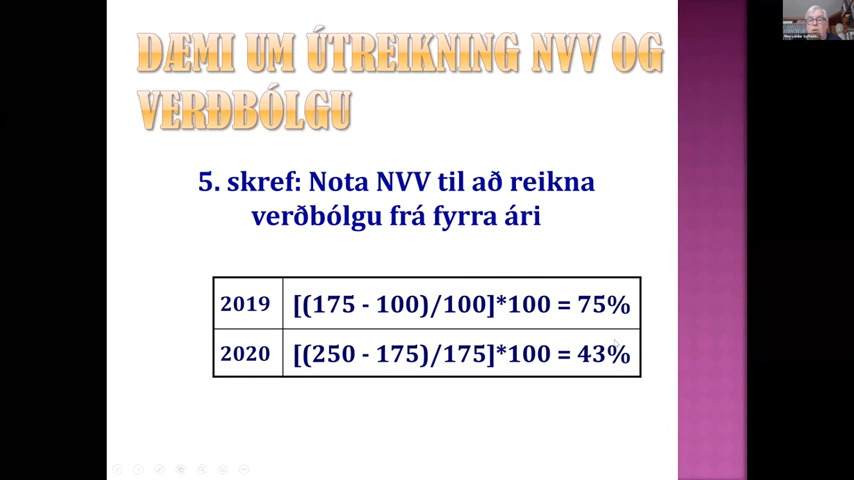 DÆMI UM ÚTREIKNING NVV OG
VERÐBÓLGU
5. skref: Nota NVV til að reikna
verðbólgu frá fyrra ári
2019 [(175 - 100)/100]*100 = 75%
2020 [(250 - 175)/175]*100 = 43%